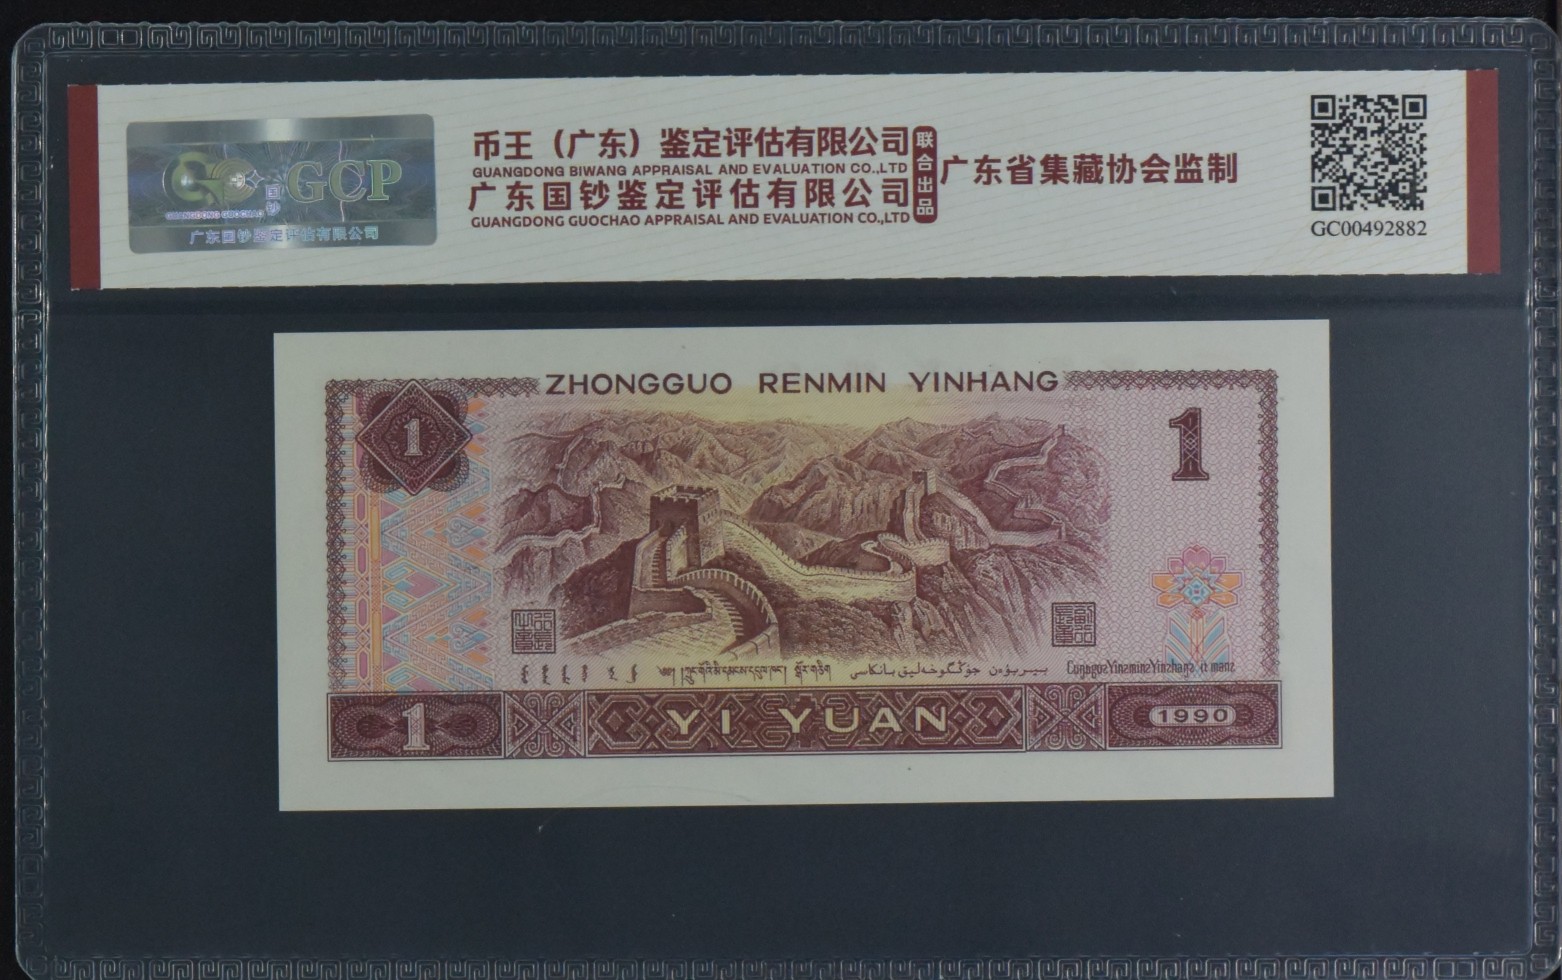 GCP
国钞
GUANGDONG GUOCHAO
广东国钞鉴定评估有限公司
币王（广东）鉴定评估有限公司
GUANGDONG BIWANG APPRAISAL AND EVALUATION CO.,LTD
广东国钞鉴定评估有限公司
GUANGDONG GUOCHAO APPRAISAL AND EVALUATION CO.,LTD
联合出品
广东省集藏协会监制
GC00492882
ZHONGGUO RENMIN YINHANG
1
1
جۇڭگو خەلىق بانكاسى
1
YI YUAN
1990